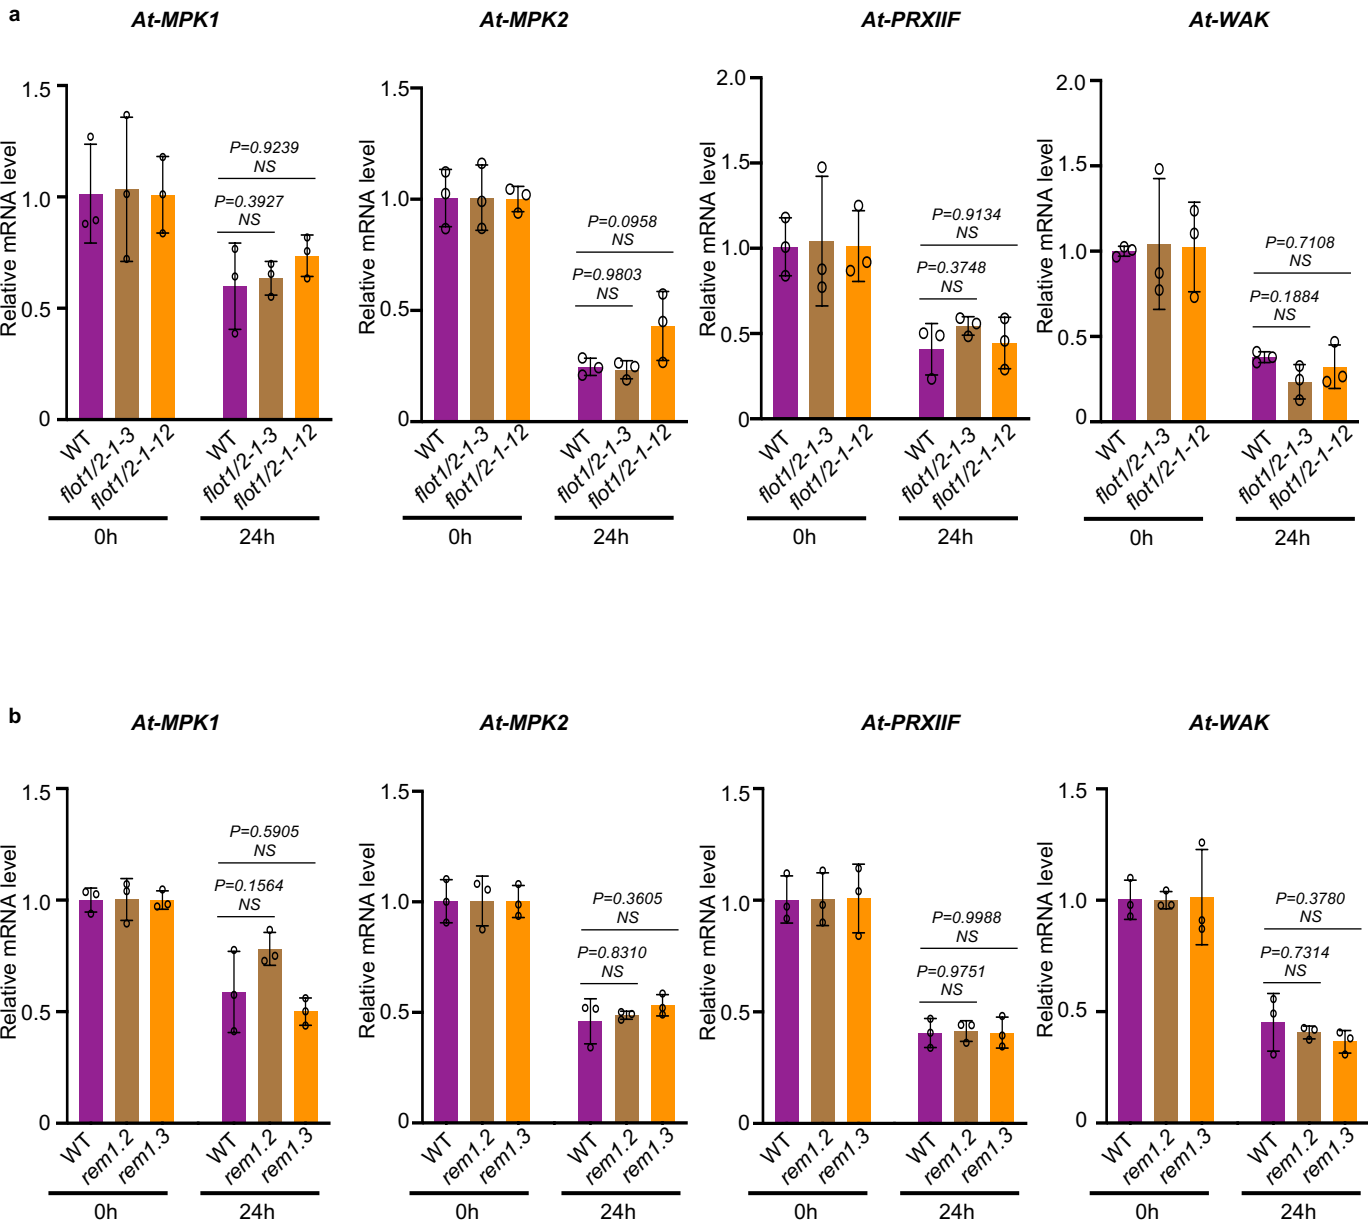 a
At-MPK1
At-MPK2
At-PRXIIF
At-WAK
Relative mRNA level
1.5
1.0
0.5
0
P=0.9239
NS
P=0.3927
NS
WT
flot1/2-1-3
flot1/2-1-12
WT
flot1/2-1-3
flot1/2-1-12
0h
24h
Relative mRNA level
1.5
1.0
0.5
0
P=0.0958
NS
P=0.9803
NS
WT
flot1/2-1-3
flot1/2-1-12
WT
flot1/2-1-3
flot1/2-1-12
0h
24h
Relative mRNA level
2.0
1.5
1.0
0.5
0
P=0.9134
NS
P=0.3748
NS
WT
flot1/2-1-3
flot1/2-1-12
WT
flot1/2-1-3
flot1/2-1-12
0h
24h
Relative mRNA level
2.0
1.5
1.0
0.5
0
P=0.7108
NS
P=0.1884
NS
WT
flot1/2-1-3
flot1/2-1-12
WT
flot1/2-1-3
flot1/2-1-12
0h
24h
b
At-MPK1
At-MPK2
At-PRXIIF
At-WAK
Relative mRNA level
1.5
1.0
0.5
0
P=0.5905
NS
P=0.1564
NS
WT
rem1.2
rem1.3
WT
rem1.2
rem1.3
0h
24h
Relative mRNA level
1.5
1.0
0.5
0
P=0.3605
NS
P=0.8310
NS
WT
rem1.2
rem1.3
WT
rem1.2
rem1.3
0h
24h
Relative mRNA level
1.5
1.0
0.5
0
P=0.9988
NS
P=0.9751
NS
WT
rem1.2
rem1.3
WT
rem1.2
rem1.3
0h
24h
Relative mRNA level
1.5
1.0
0.5
0
P=0.3780
NS
P=0.7314
NS
WT
rem1.2
rem1.3
WT
rem1.2
rem1.3
0h
24h